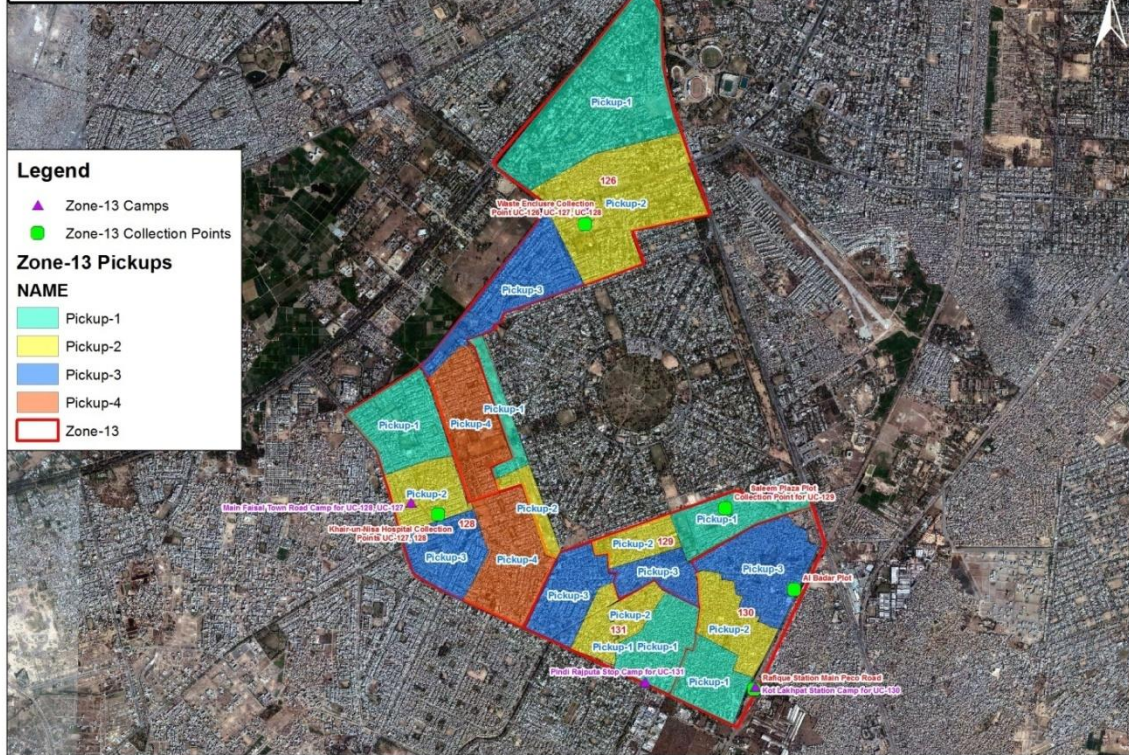 Legend
Zone-13 Camps
Zone-13 Collection Points
Zone-13 Pickups
NAME
Pickup-1
Pickup-2
Pickup-3
Pickup-4
Zone-13
Pickup-1
126
Waste Enclusre Collection
Point UC-126, UC-127, UC-128
Pickup-2
Pickup-3
Pickup-1
Pickup-4
Pickup-1
Pickup-2
Main Faisal Town Road Camp for UC-128, UC-127
Pickup-2
Khair-un-Nisa Hospital Collection
Points UC-127, 128
128
Pickup-3
Pickup-4
Saleem Plaza Plot
Collection Point for UC-129
Pickup-1
Pickup-2
129
Pickup-3
Pickup-3
Pickup-3
Al Badar Plot
Pickup-2
131
130
Pickup-2
Pickup-1
Pickup-1
Pindi Rajputa Stop Camp for UC-131
Pickup-1
Rafique Station Main Peco Road
Kot Lakhpat Station Camp for UC-130